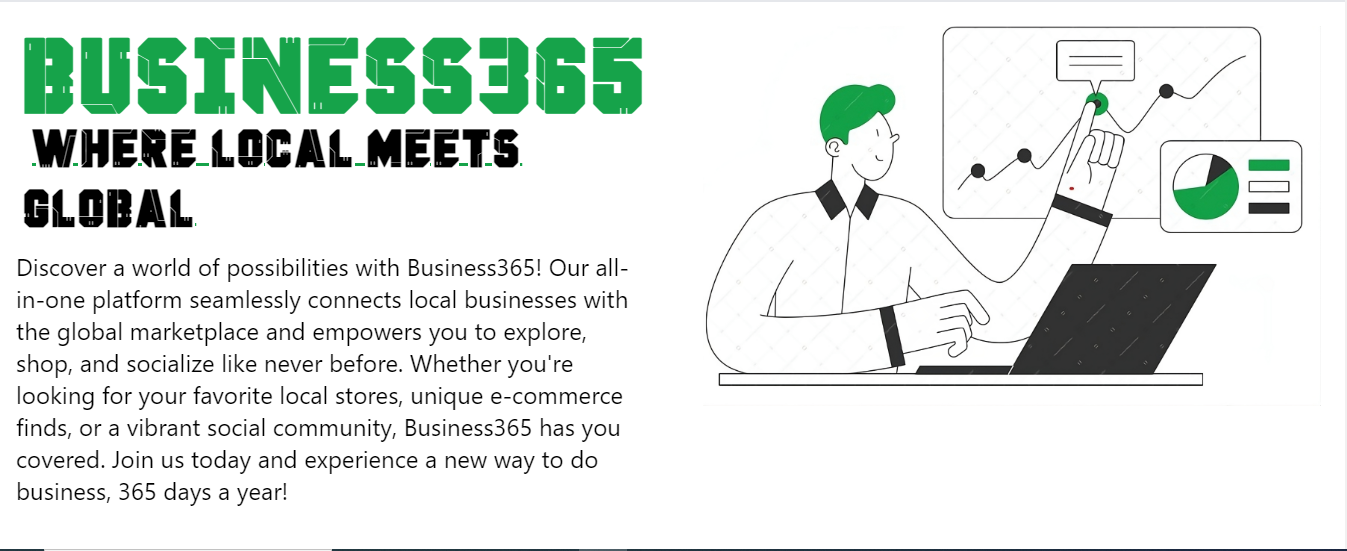 BUSINESS365
WHERE LOCAL MEETS
GLOBAL
Discover a world of possibilities with Business365! Our all-
in-one platform seamlessly connects local businesses with
the global marketplace and empowers you to explore,
shop, and socialize like never before. Whether you're
looking for your favorite local stores, unique e-commerce
finds, or a vibrant social community, Business365 has you
covered. Join us today and experience a new way to do
business, 365 days a year!